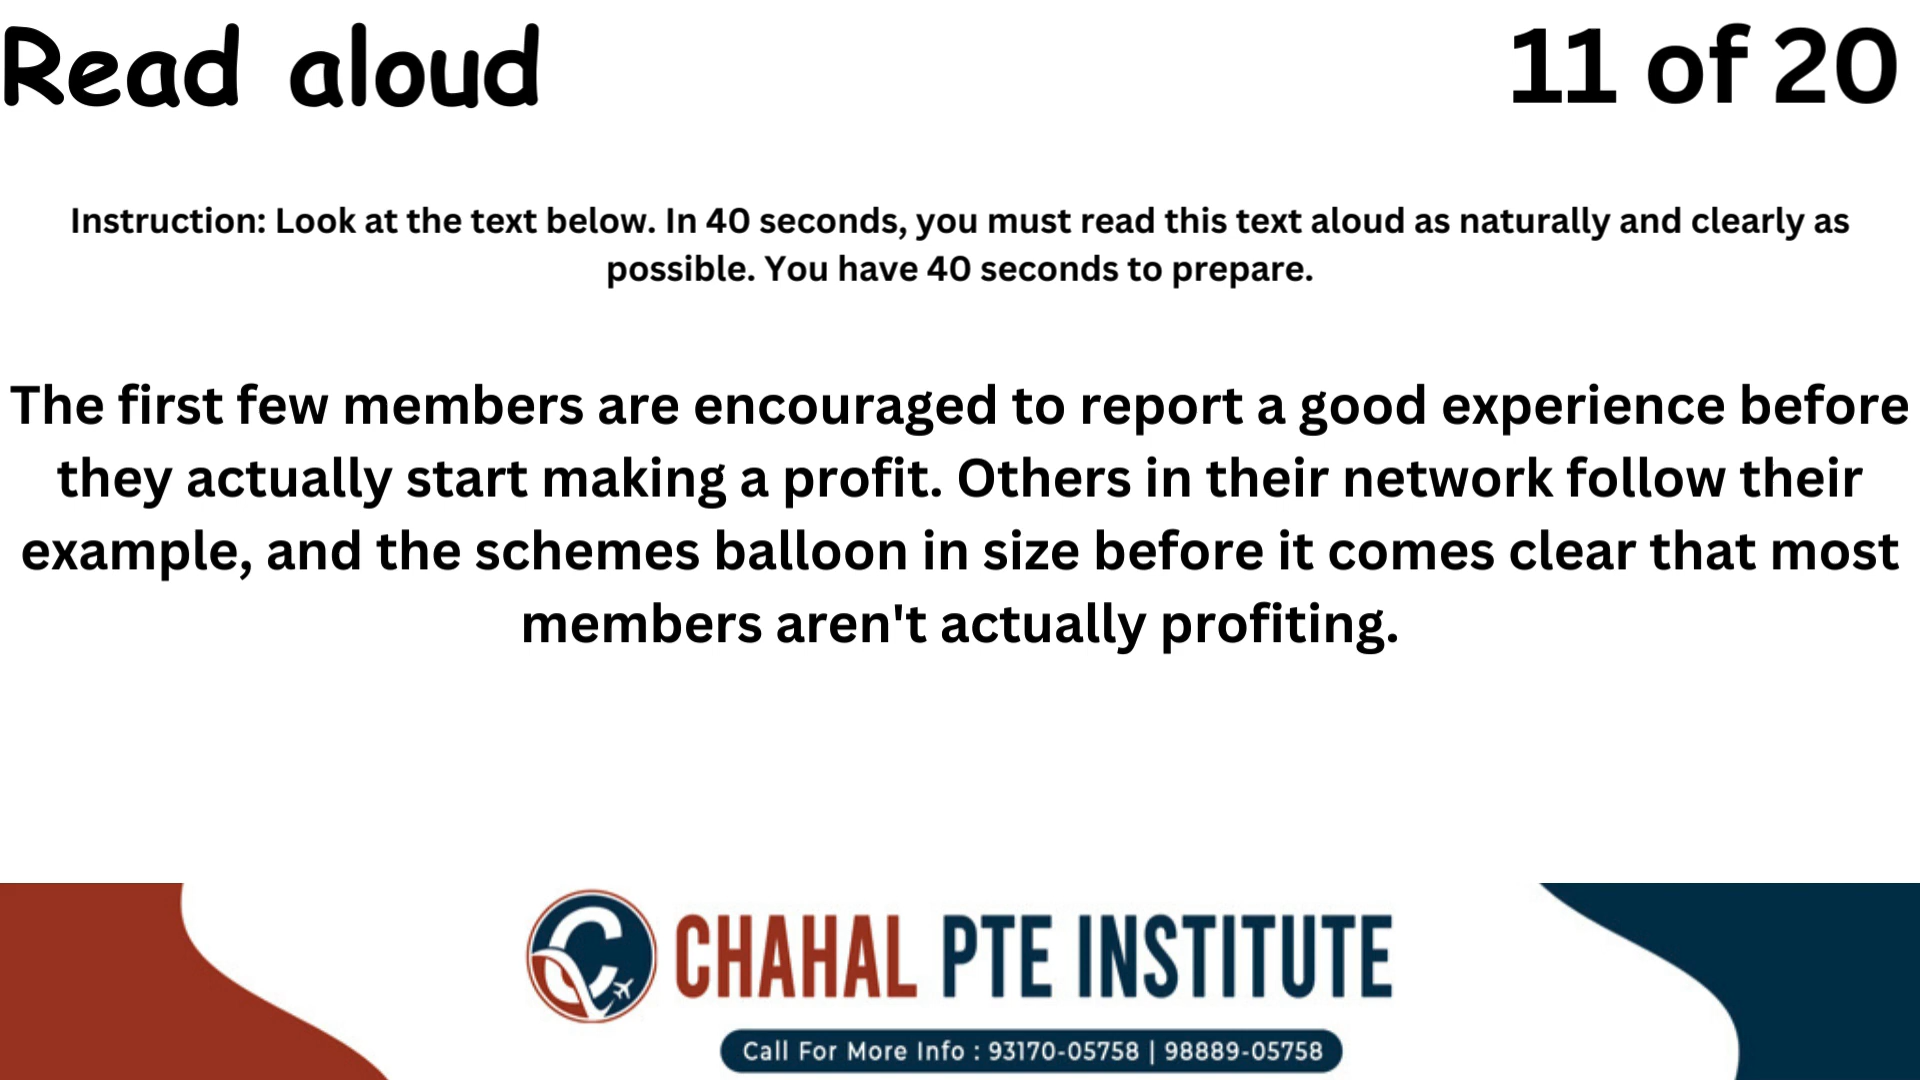 Read aloud
11 of 20
Instruction: Look at the text below. In 40 seconds, you must read this text aloud as naturally and clearly as
possible. You have 40 seconds to prepare.
The first few members are encouraged to report a good experience before
they actually start making a profit. Others in their network follow their
example, and the schemes balloon in size before it comes clear that most
members aren't actually profiting.
CHAHAL PTE INSTITUTE
Call For More Info : 93170-05758 | 98889-05758